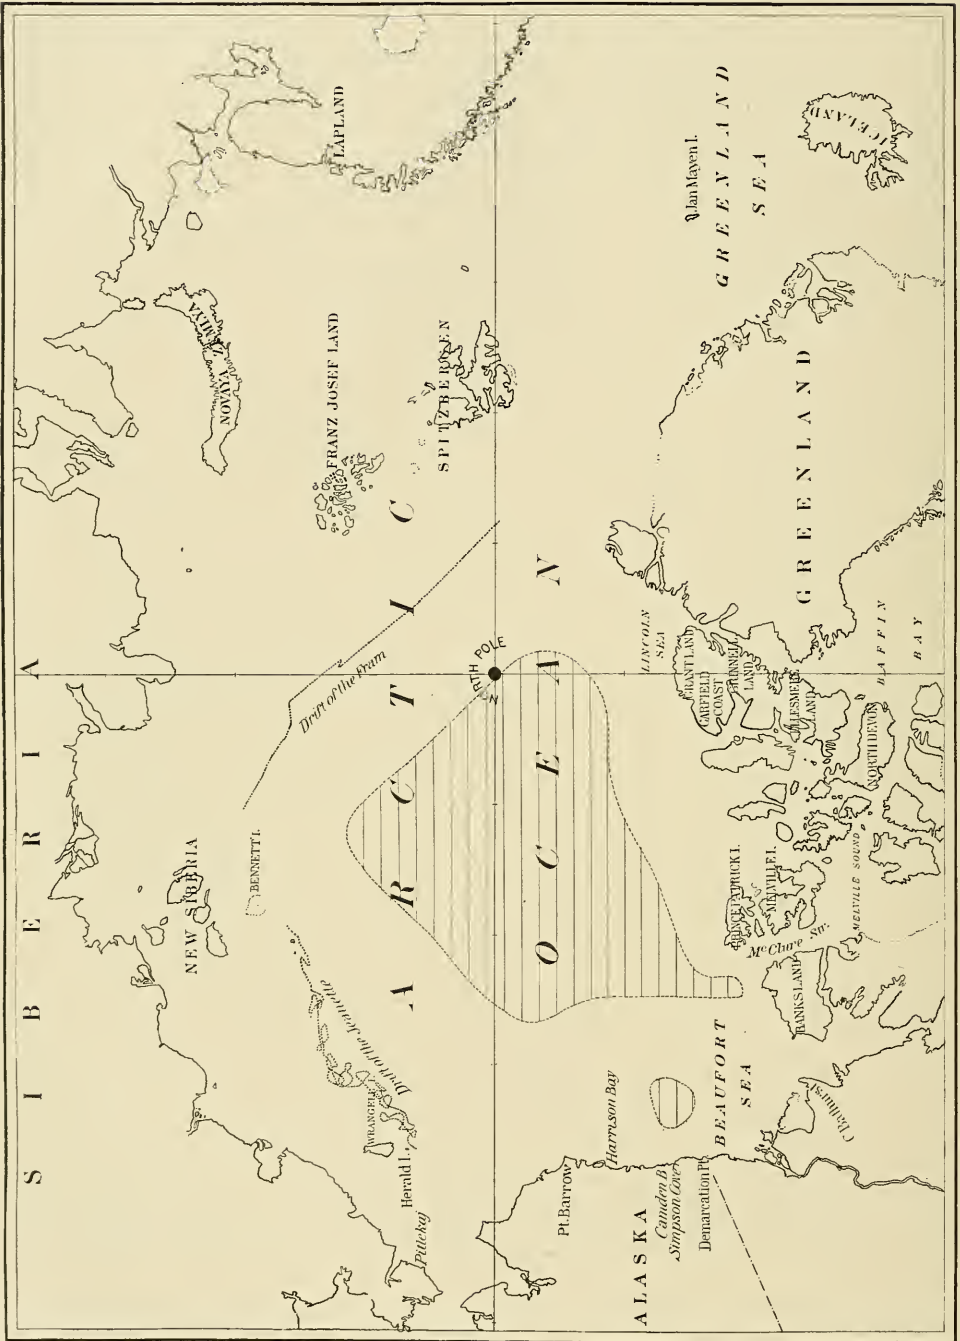 SIBERIA
ARCTIC
OCEAN
NORTH POLE
LAPLAND
NOVAYA ZEMLYA
FRANZ JOSEF LAND
SPITZBERGEN
Drift of the Fram
NEW SIBERIA
BENNETT I.
Drift of the Jeannette
WRANGEL I.
Herald I.
Pitlekaj
ALASKA
Pt. Barrow
Harrison Bay
Camden B.
Simpson Cove
Demarcation Pt.
BEAUFORT
SEA
C. Bathurst
BANKS LAND
McClure Str.
PRINCE PATRICK I.
MELVILLE I.
MELVILLE SOUND
NORTH DEVON
ELLESMERE
LAND
GRINNELL
LAND
GARFIELD
COAST
GRANT LAND
LINCOLN
SEA
BAFFIN
BAY
GREENLAND
GREENLAND
SEA
Jan Mayen I.
ICELAND